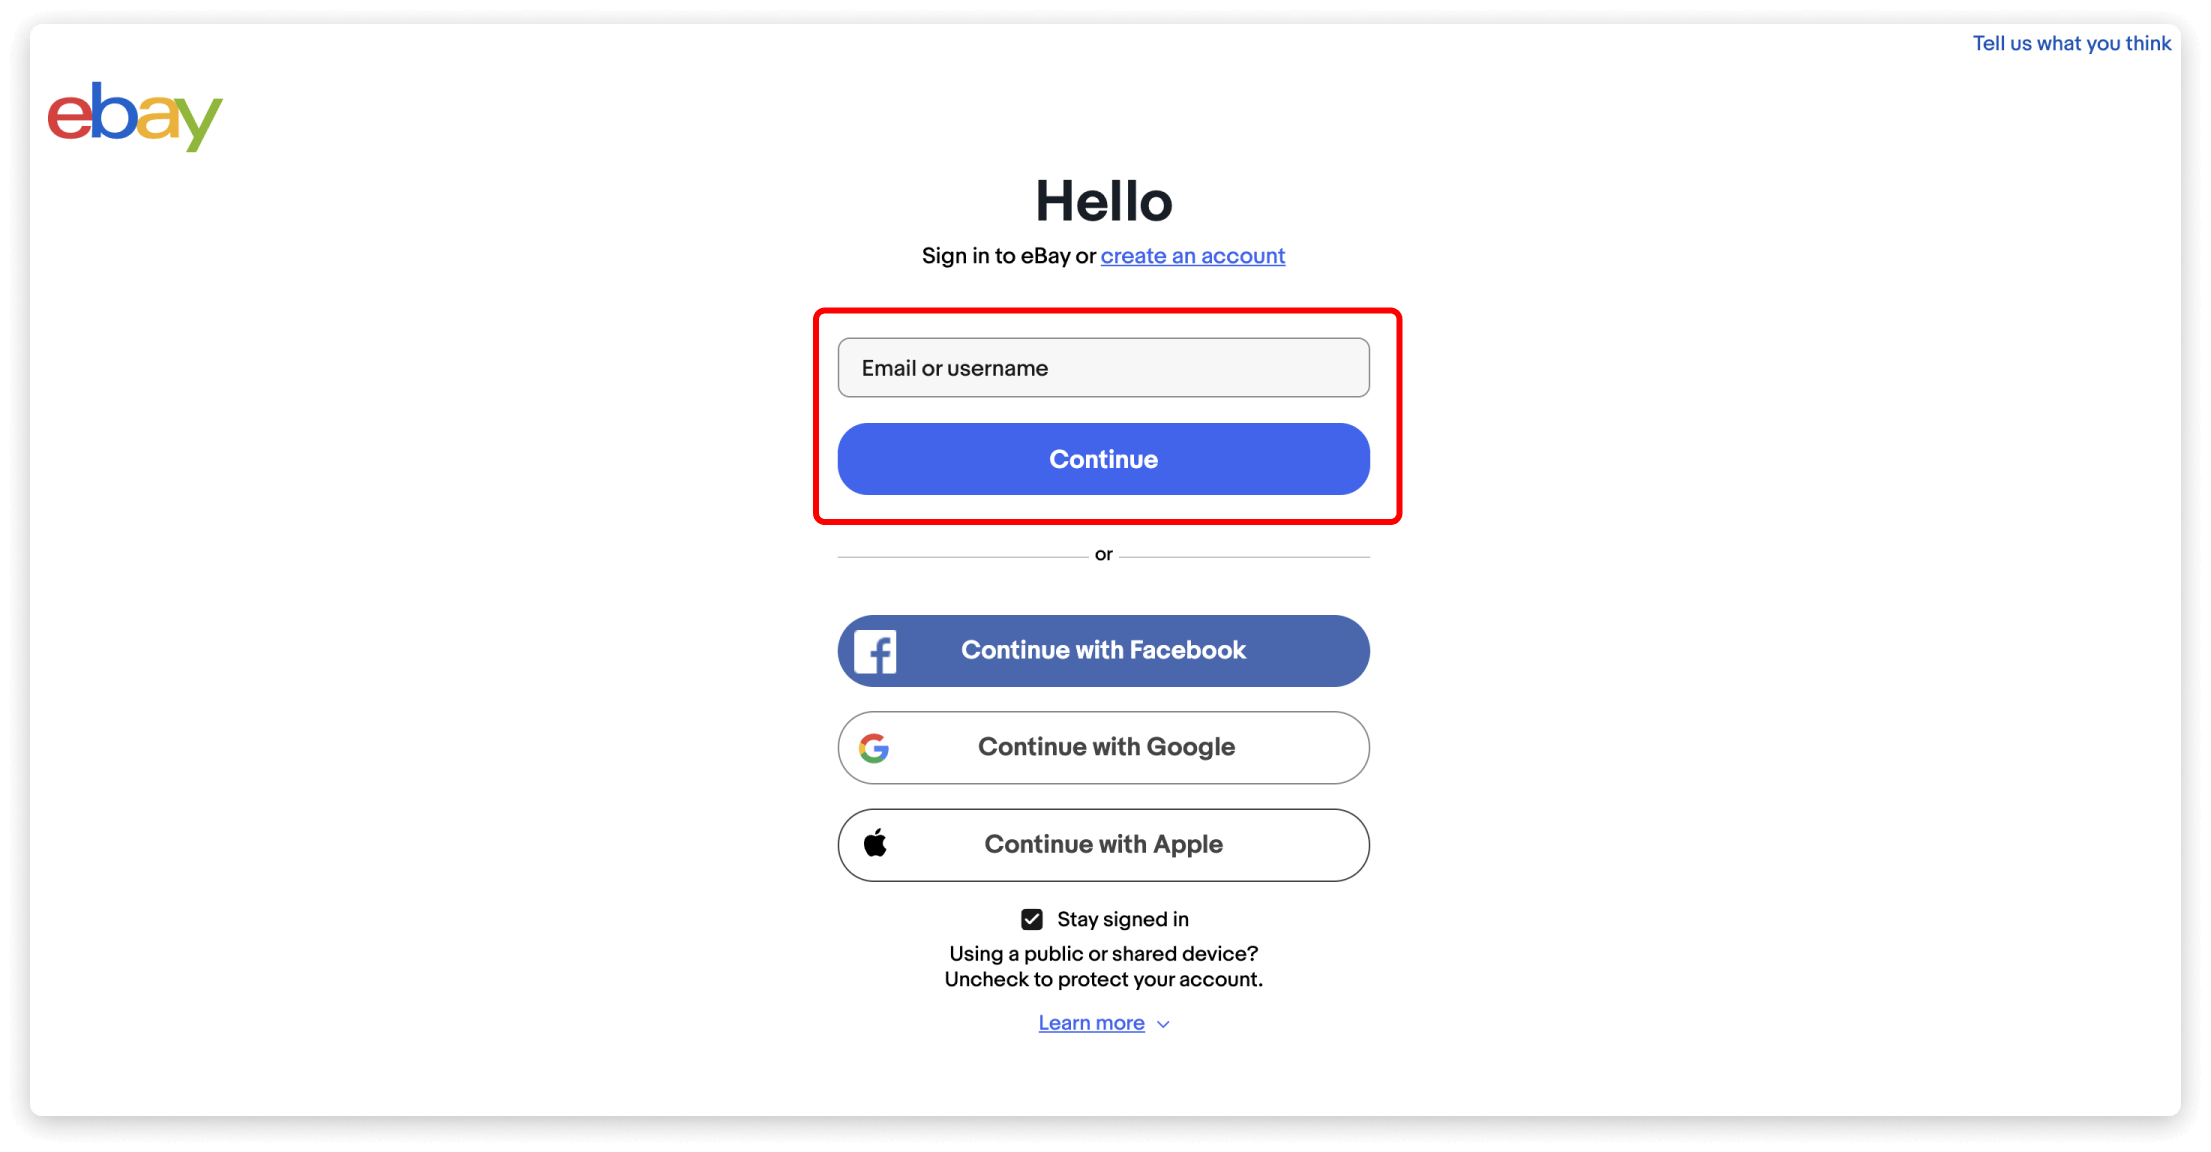 Tell us what you think
ebay
Hello
Sign in to eBay or create an account
Email or username
Continue
or
Continue with Facebook
Continue with Google
Continue with Apple
Stay signed in
Using a public or shared device?
Uncheck to protect your account.
Learn more